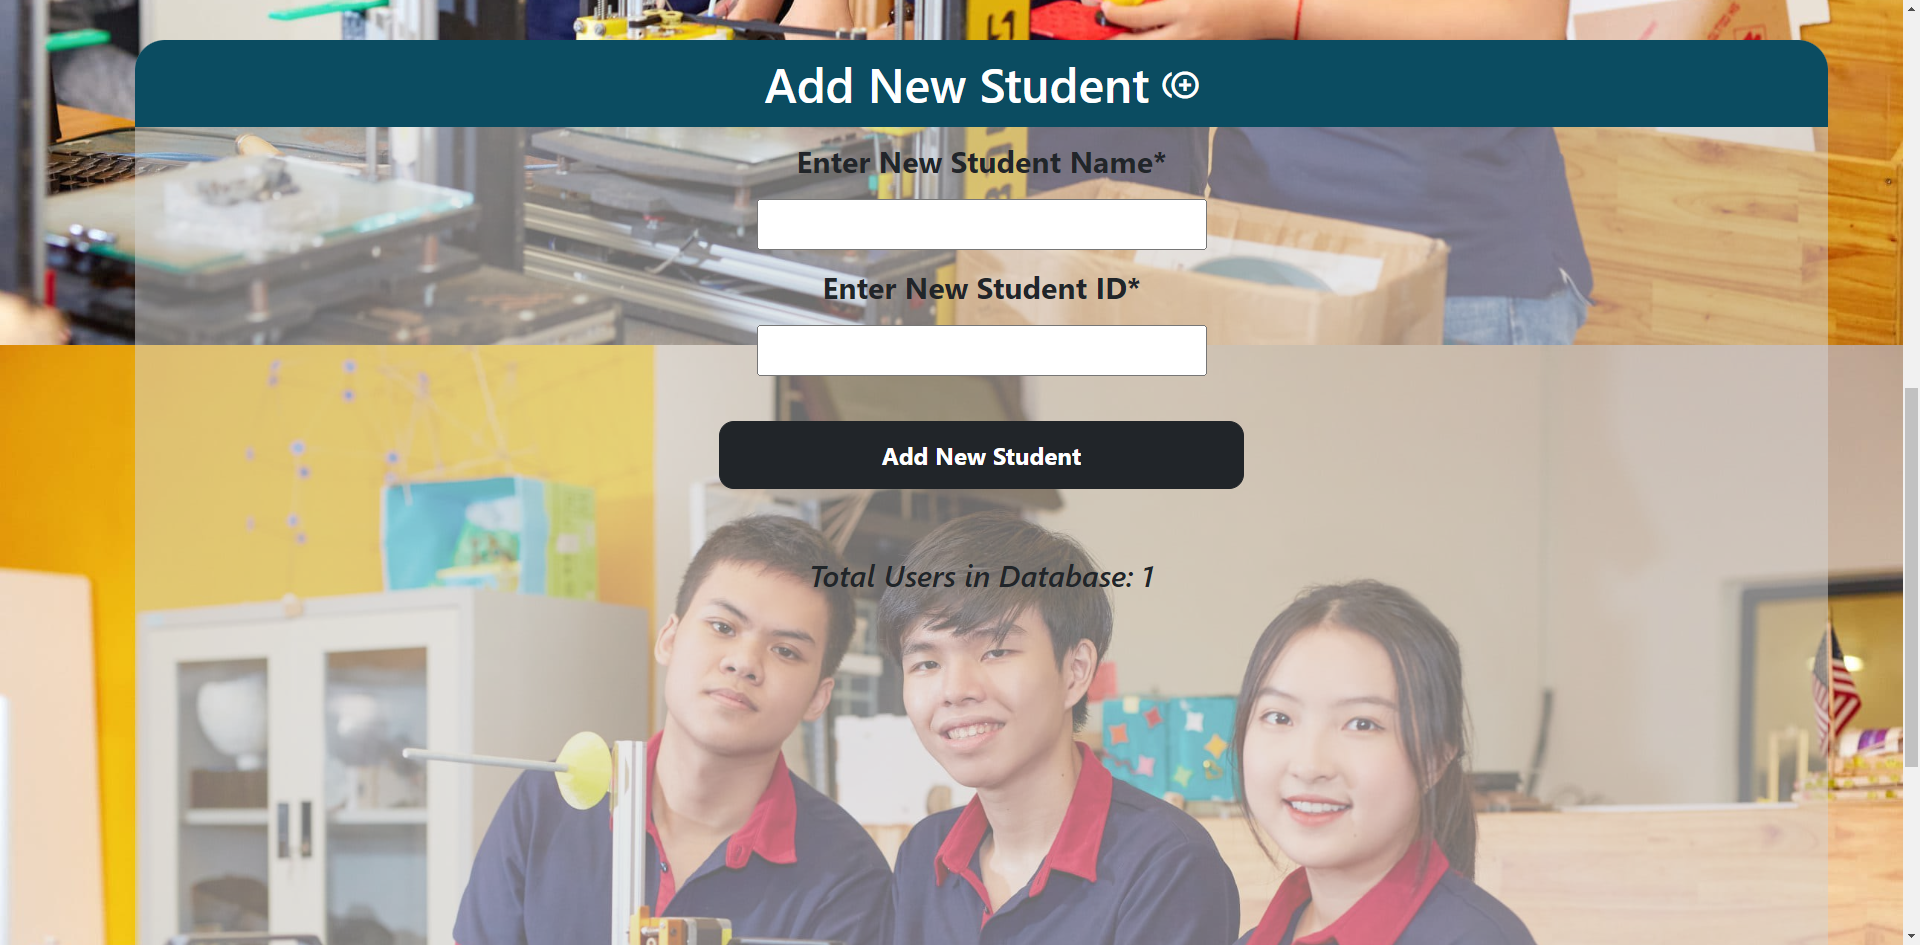 Add New Student
Enter New Student Name*
Enter New Student ID*
Add New Student
Total Users in Database: 1